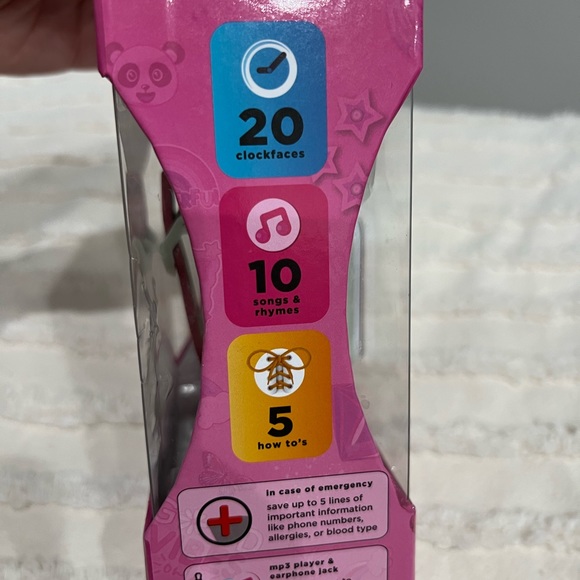 20
clockfaces
10
songs &
rhymes
5
how to's
in case of emergency
save up to 5 lines of
important information
like phone numbers,
allergies, or blood type
mp3 player &
earphone jack